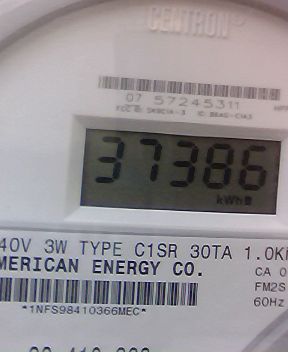 CENTRON®
07 57245311
37386
kWh
40V 3W TYPE C1SR 30TA 1.0K
MERICAN ENERGY CO.
CA 0
FM2S
60Hz
*1NFS98410366MEC*